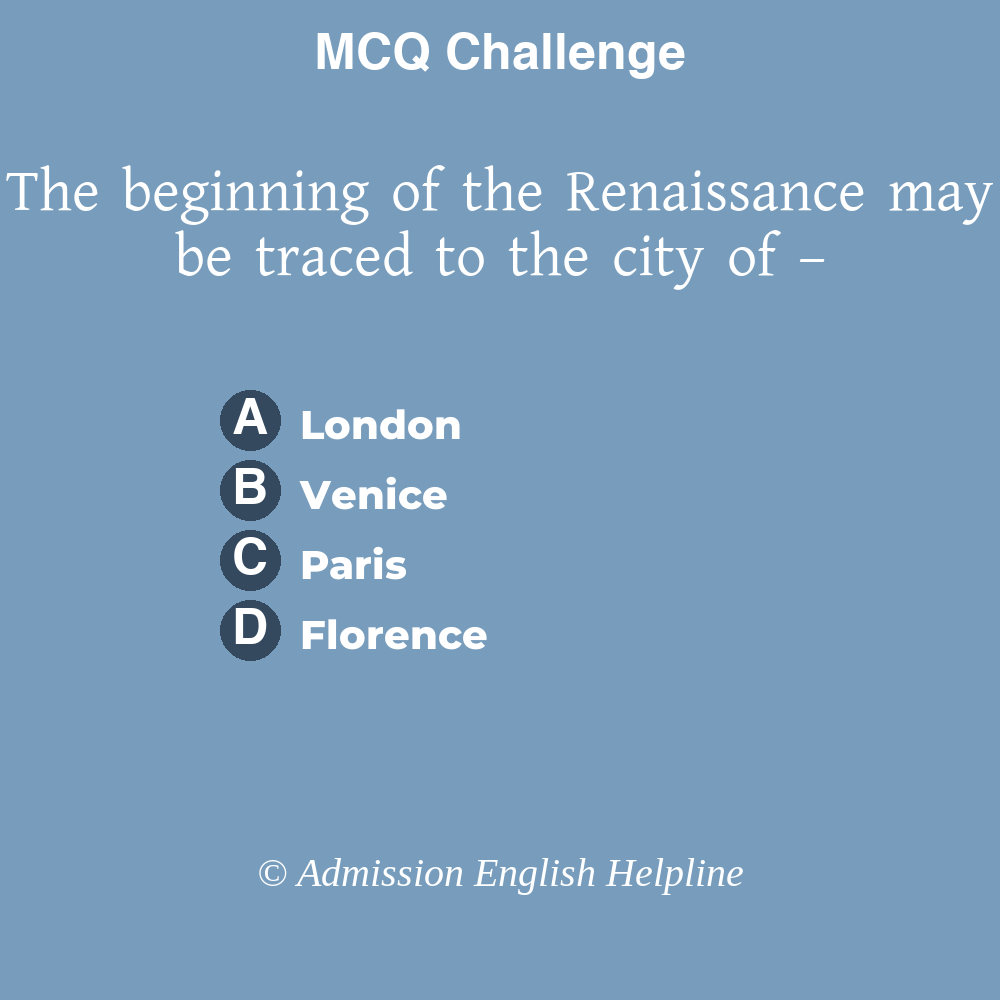 MCQ Challenge
The beginning of the Renaissance may
be traced to the city of –
A London
B Venice
C Paris
D Florence
© Admission English Helpline